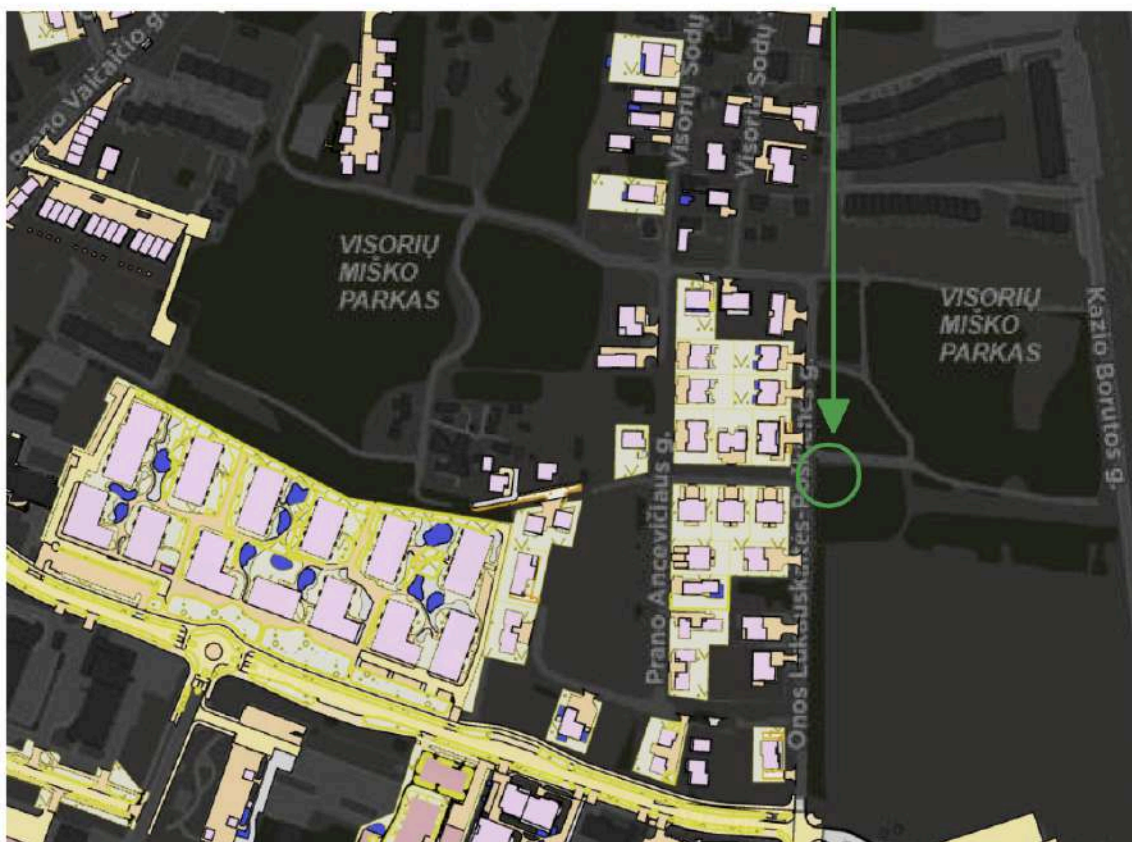 Prano Vaičaičio g.
Visorių Sodų
Visorių Sodų
VISORIŲ
MIŠKO
PARKAS
VISORIŲ
MIŠKO
PARKAS
Kazio Borutos g.
Prano Ancevičiaus g.
Onos Lukauskaitės-Poškienės g.